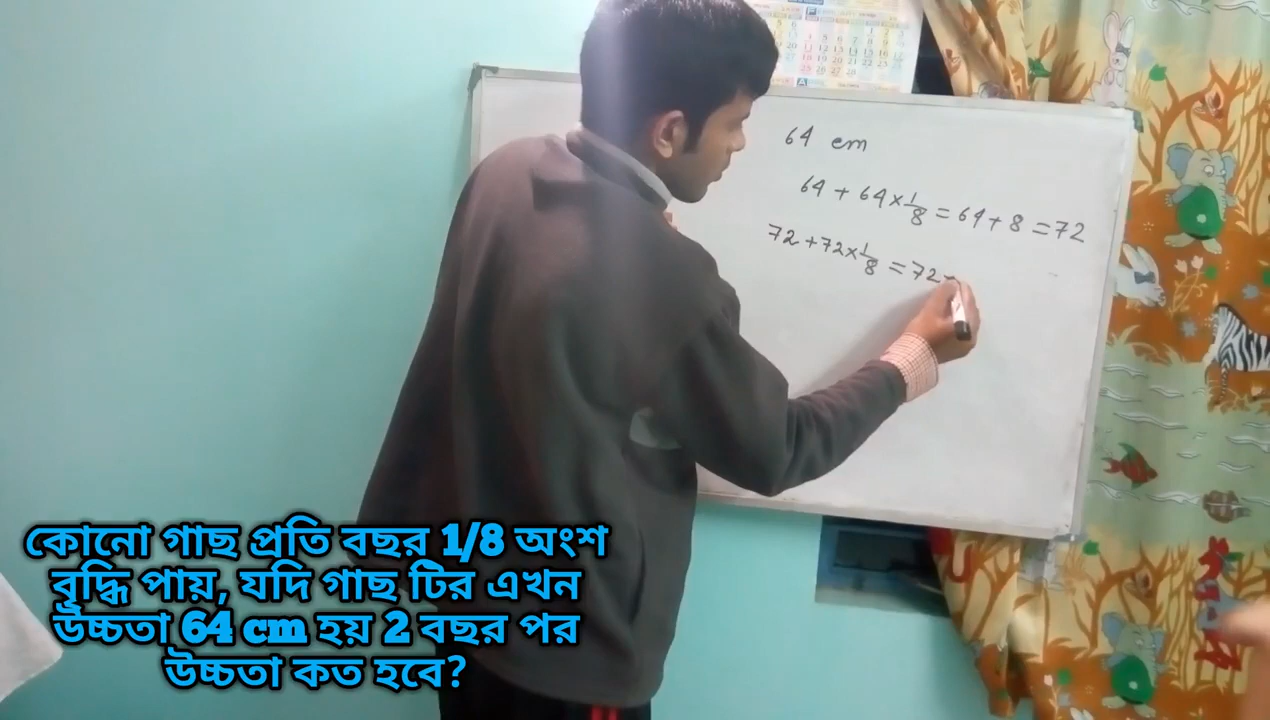 64 cm
64 + 64 × 1/8 = 64 + 8 = 72
72 + 72 × 1/8 = 72
কোনো গাছ প্রতি বছর 1/8 অংশ
বৃদ্ধি পায়, যদি গাছ টির এখন
উচ্চতা 64 cm হয় 2 বছর পর
উচ্চতা কত হবে?